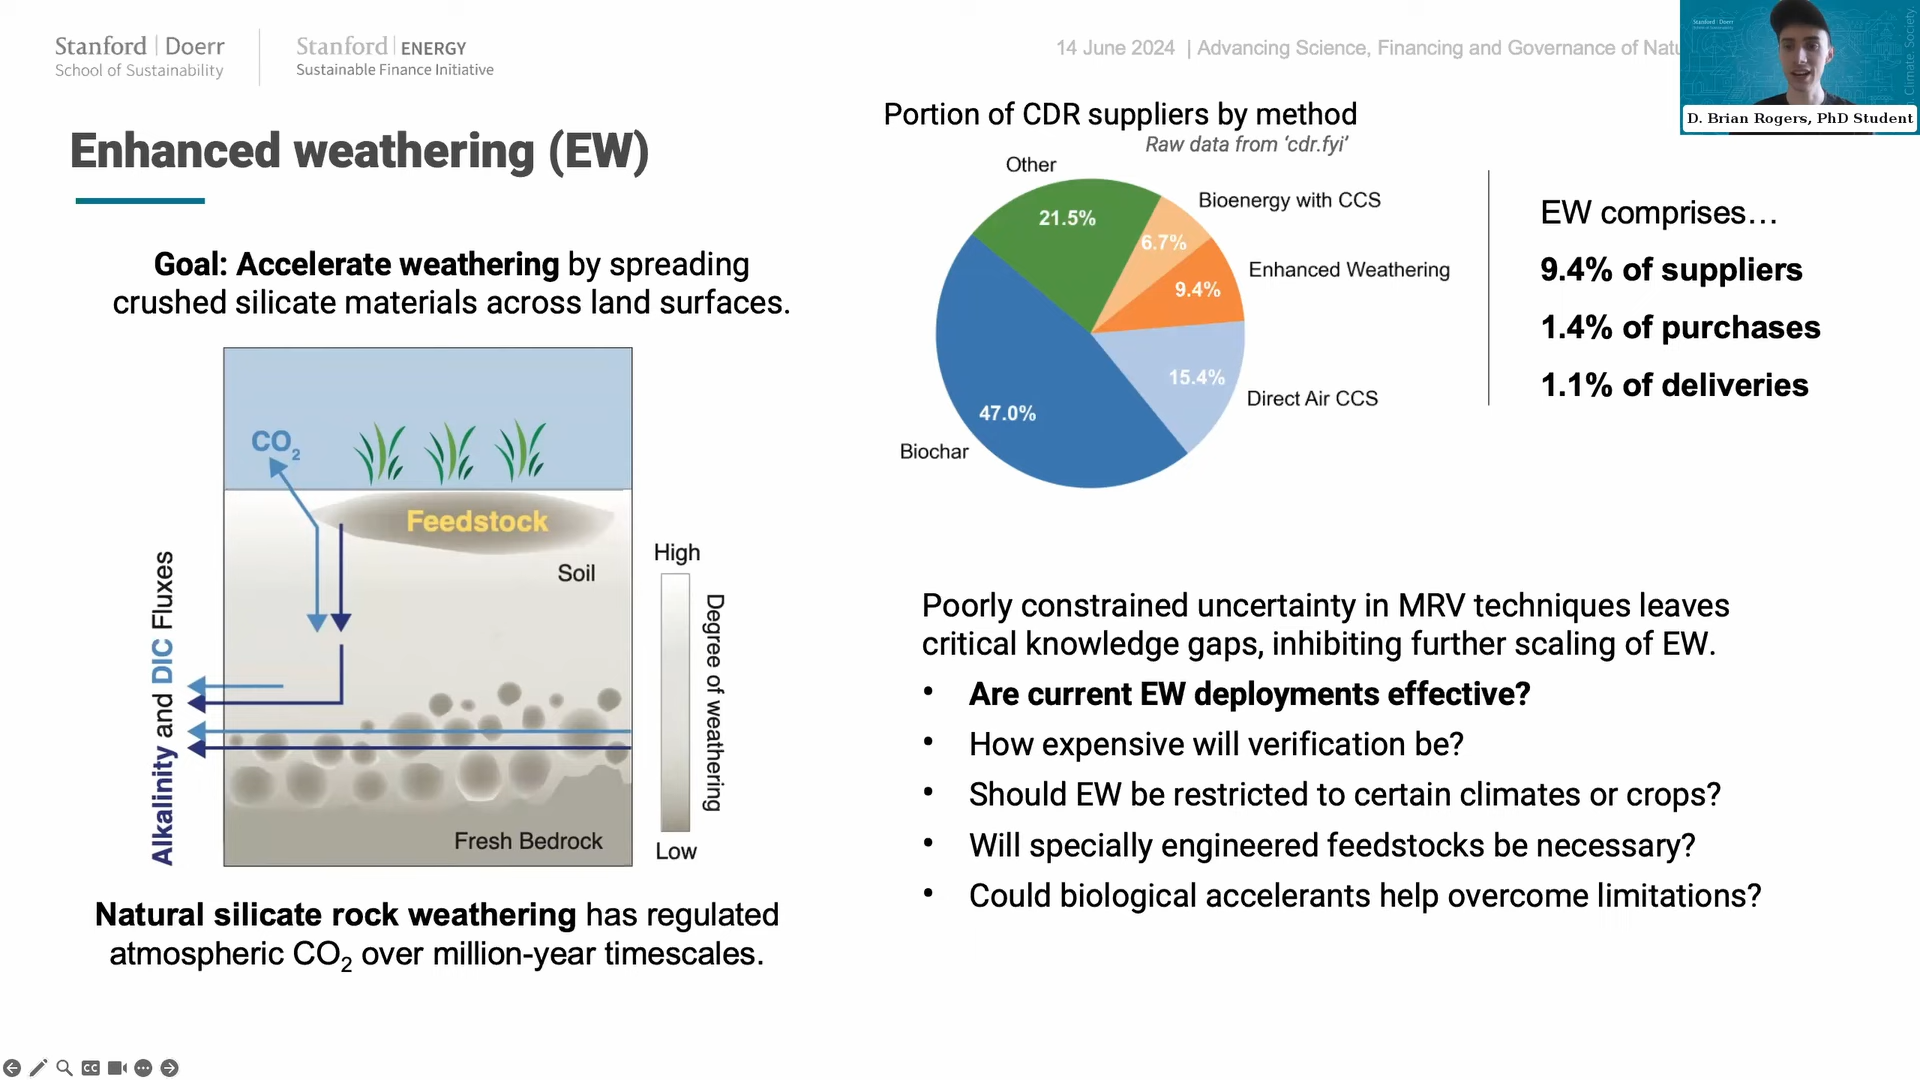 Stanford | Doerr
School of Sustainability
Stanford | ENERGY
Sustainable Finance Initiative
14 June 2024 | Advancing Science, Financing and Governance of
D. Brian Rogers, PhD Student
Enhanced weathering (EW)
Goal: Accelerate weathering by spreading
crushed silicate materials across land surfaces.
CO2
Feedstock
Soil
Fresh Bedrock
Alkalinity and DIC Fluxes
High
Degree of weathering
Low
Natural silicate rock weathering has regulated
atmospheric CO2 over million-year timescales.
Portion of CDR suppliers by method
Raw data from ‘cdr.fyi’
Other
21.5%
Bioenergy with CCS
6.7%
Enhanced Weathering
9.4%
15.4%
Direct Air CCS
47.0%
Biochar
EW comprises…
9.4% of suppliers
1.4% of purchases
1.1% of deliveries
Poorly constrained uncertainty in MRV techniques leaves
critical knowledge gaps, inhibiting further scaling of EW.
• Are current EW deployments effective?
• How expensive will verification be?
• Should EW be restricted to certain climates or crops?
• Will specially engineered feedstocks be necessary?
• Could biological accelerants help overcome limitations?
CC